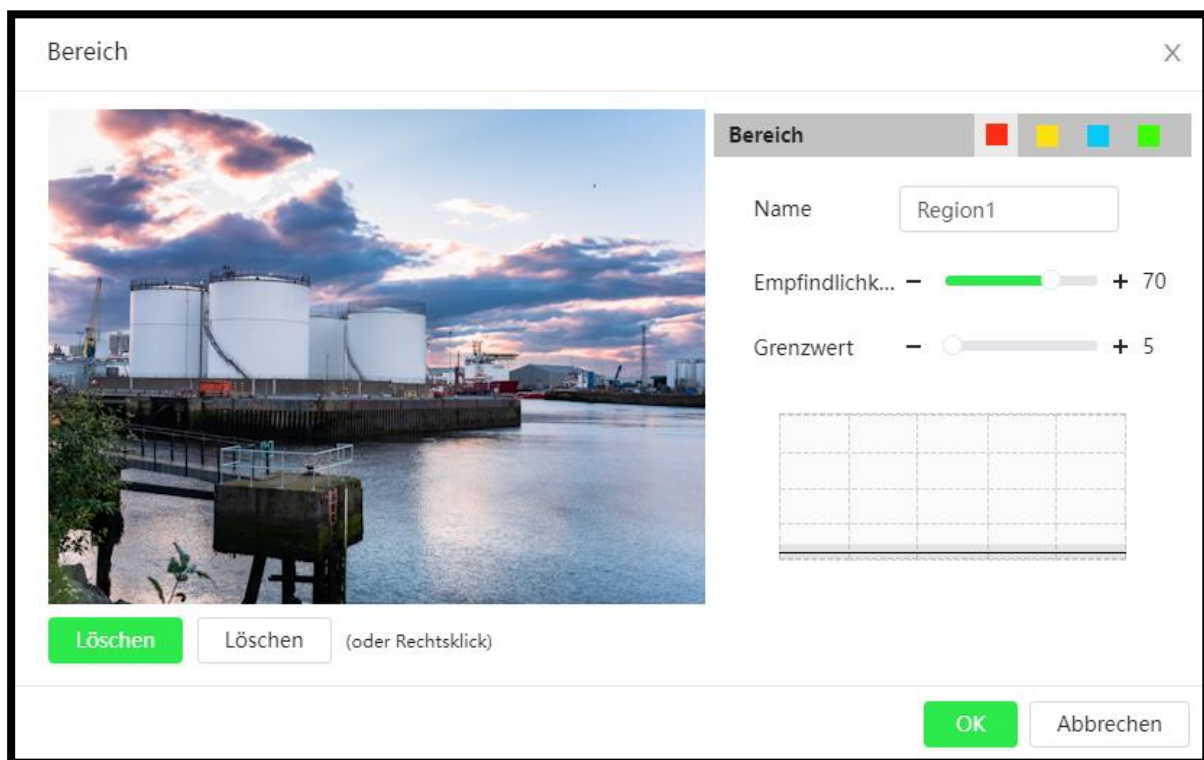 Bereich
X
Bereich
Name Region1
Empfindlichk... − + 70
Grenzwert − + 5
Löschen Löschen (oder Rechtsklick)
OK Abbrechen